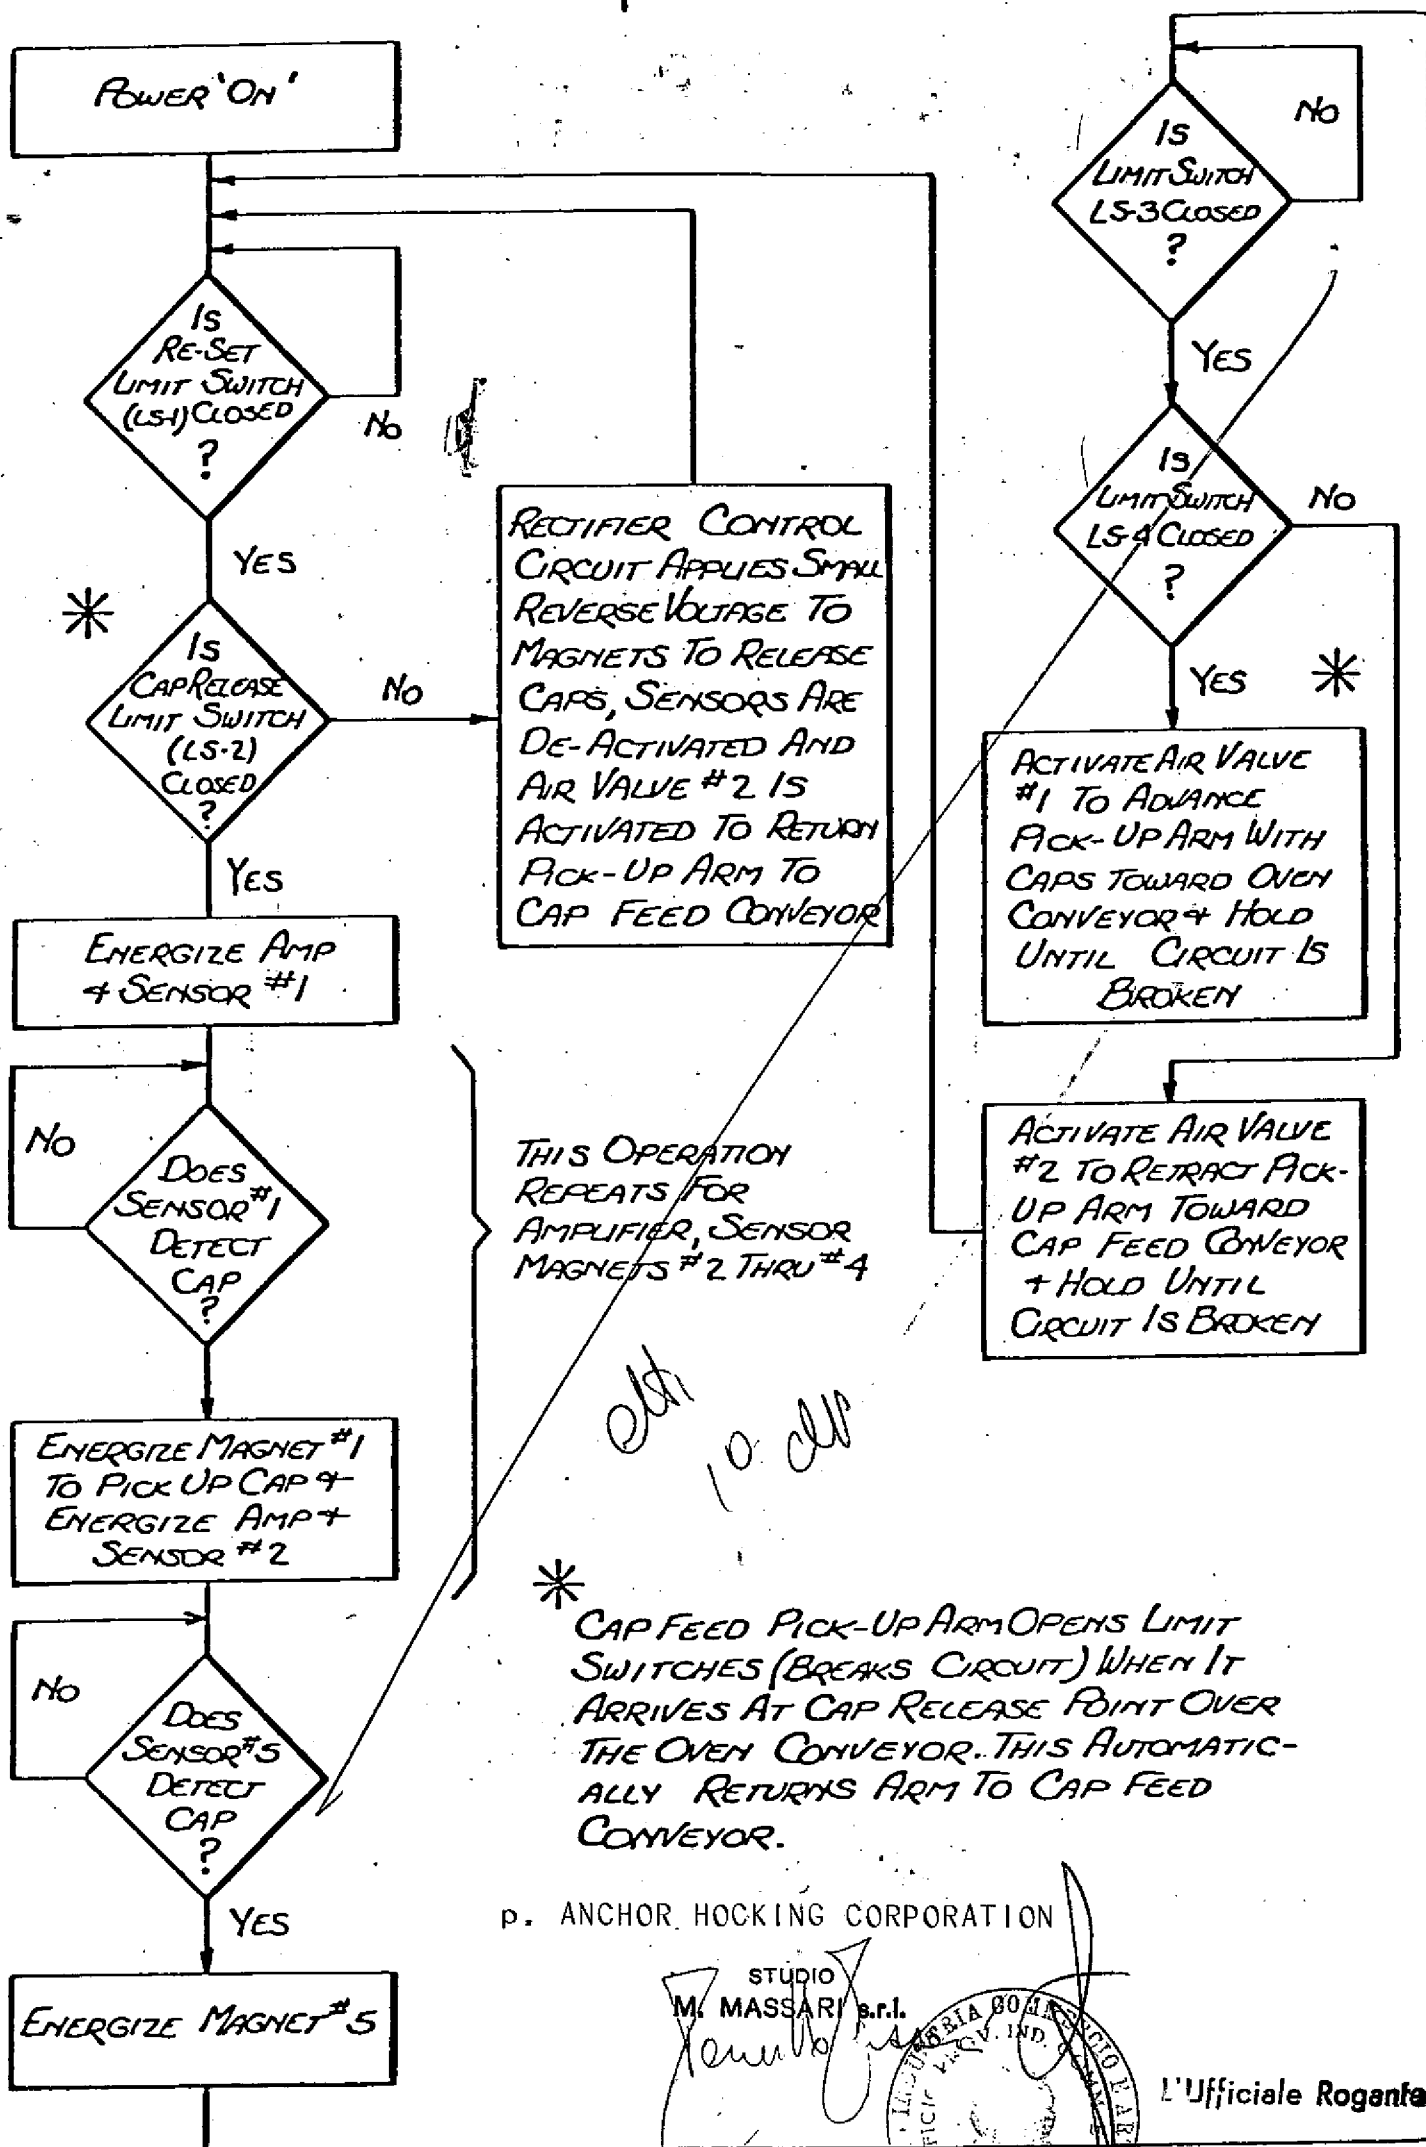 POWER 'ON'
IS
RE-SET
LIMIT SWITCH
(LS-1) CLOSED
?
NO
YES
*
IS
CAP RELEASE
LIMIT SWITCH
(LS-2)
CLOSED
?
NO
YES
RECTIFIER CONTROL
CIRCUIT APPLIES SMALL
REVERSE VOLTAGE TO
MAGNETS TO RELEASE
CAPS, SENSORS ARE
DE-ACTIVATED AND
AIR VALVE #2 IS
ACTIVATED TO RETURN
PICK-UP ARM TO
CAP FEED CONVEYOR
ENERGIZE AMP
& SENSOR #1
NO
DOES
SENSOR #1
DETECT
CAP
?
THIS OPERATION
REPEATS FOR
AMPLIFIER, SENSOR
MAGNETS #2 THRU #4
ENERGIZE MAGNET #1
TO PICK UP CAP &
ENERGIZE AMP &
SENSOR #2
NO
DOES
SENSOR #5
DETECT
CAP
?
YES
ENERGIZE MAGNET #5
IS
LIMIT SWITCH
LS-3 CLOSED
?
NO
YES
IS
LIMIT SWITCH
LS-4 CLOSED
?
NO
YES
*
ACTIVATE AIR VALVE
#1 TO ADVANCE
PICK-UP ARM WITH
CAPS TOWARD OVEN
CONVEYOR & HOLD
UNTIL CIRCUIT IS
BROKEN
ACTIVATE AIR VALVE
#2 TO RETRACT PICK-
UP ARM TOWARD
CAP FEED CONVEYOR
& HOLD UNTIL
CIRCUIT IS BROKEN
*
CAP FEED PICK-UP ARM OPENS LIMIT
SWITCHES (BREAKS CIRCUIT) WHEN IT
ARRIVES AT CAP RELEASE POINT OVER
THE OVEN CONVEYOR. THIS AUTOMATIC-
ALLY RETURNS ARM TO CAP FEED
CONVEYOR.
p. ANCHOR HOCKING CORPORATION
STUDIO
M. MASSARI s.r.l.
L'Ufficiale Rogante